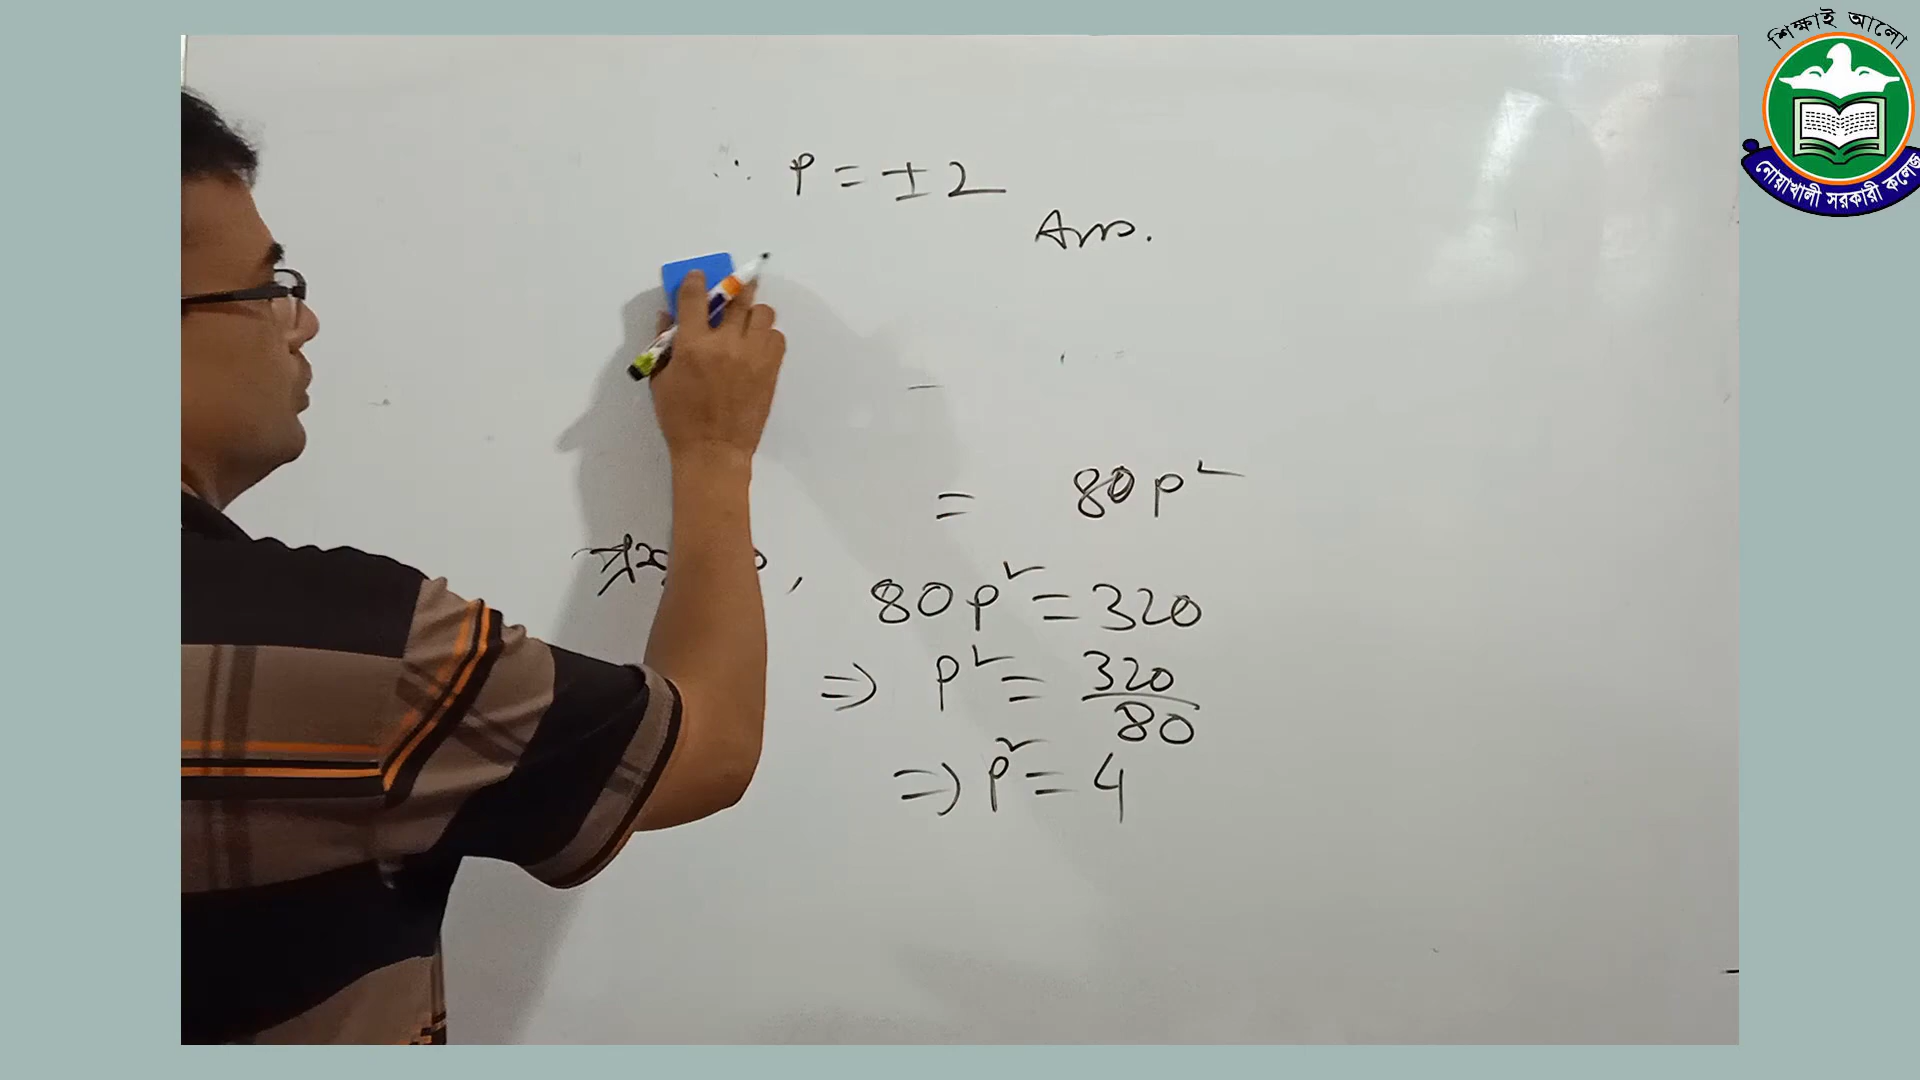 শিক্ষাই আলো
নোয়াখালী সরকারী কলেজ
∴ P = ±2
Ans.
= 80P²
80P² = 320
⇒ P² = 320/80
⇒ P² = 4